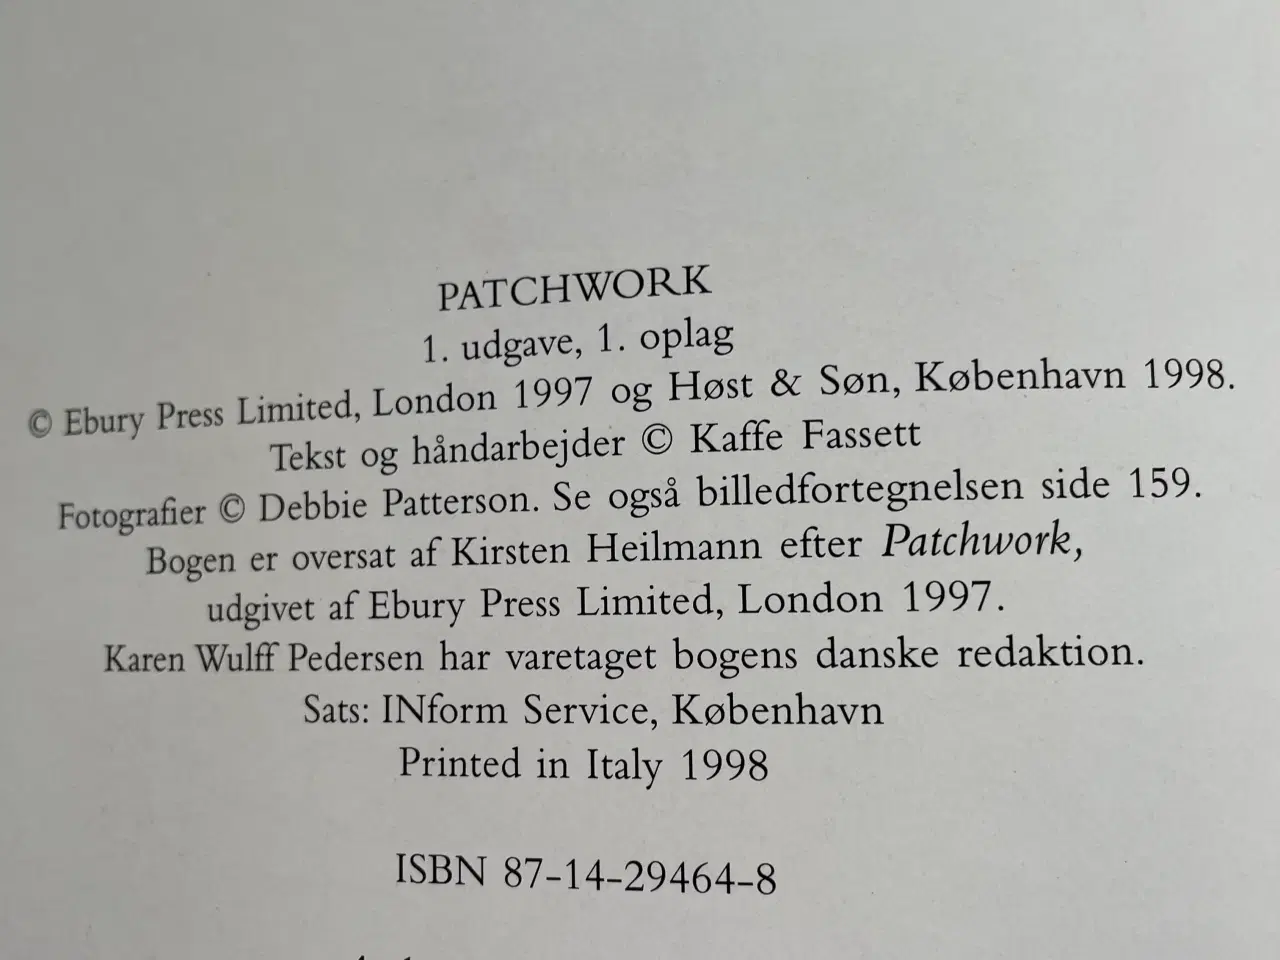 PATCHWORK
1. udgave, 1. oplag
© Ebury Press Limited, London 1997 og Høst & Søn, København 1998.
Tekst og håndarbejder © Kaffe Fassett
Fotografier © Debbie Patterson. Se også billedfortegnelsen side 159.
Bogen er oversat af Kirsten Heilmann efter Patchwork,
udgivet af Ebury Press Limited, London 1997.
Karen Wulff Pedersen har varetaget bogens danske redaktion.
Sats: INform Service, København
Printed in Italy 1998
ISBN 87-14-29464-8